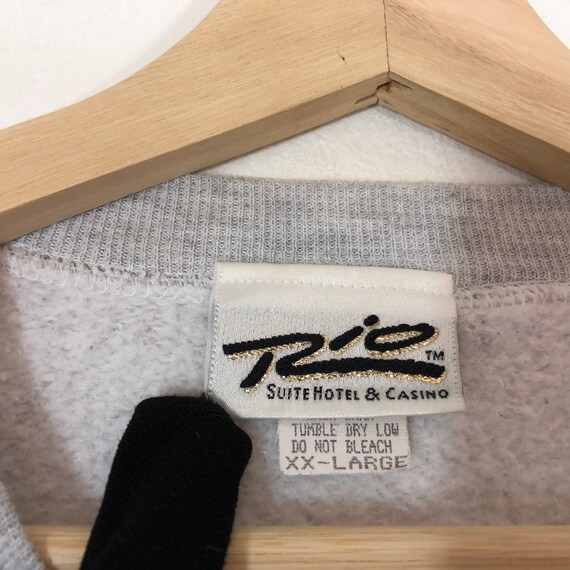 Rio™
SUITE HOTEL & CASINO
TUMBLE DRY LOW
DO NOT BLEACH
XX-LARGE